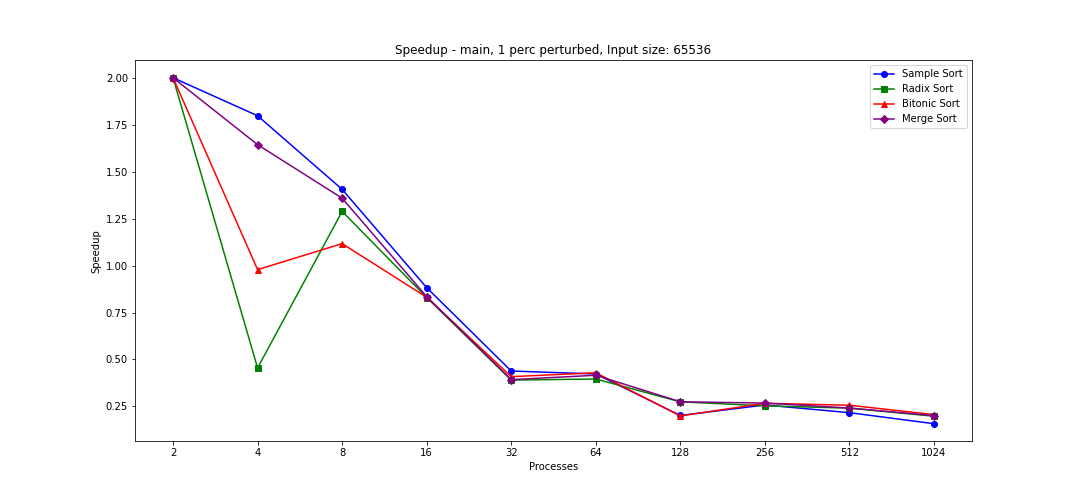 Speedup - main, 1 perc perturbed, Input size: 65536
Sample Sort
Radix Sort
Bitonic Sort
Merge Sort
Speedup
2.00
1.75
1.50
1.25
1.00
0.75
0.50
0.25
2 4 8 16 32 64 128 256 512 1024
Processes